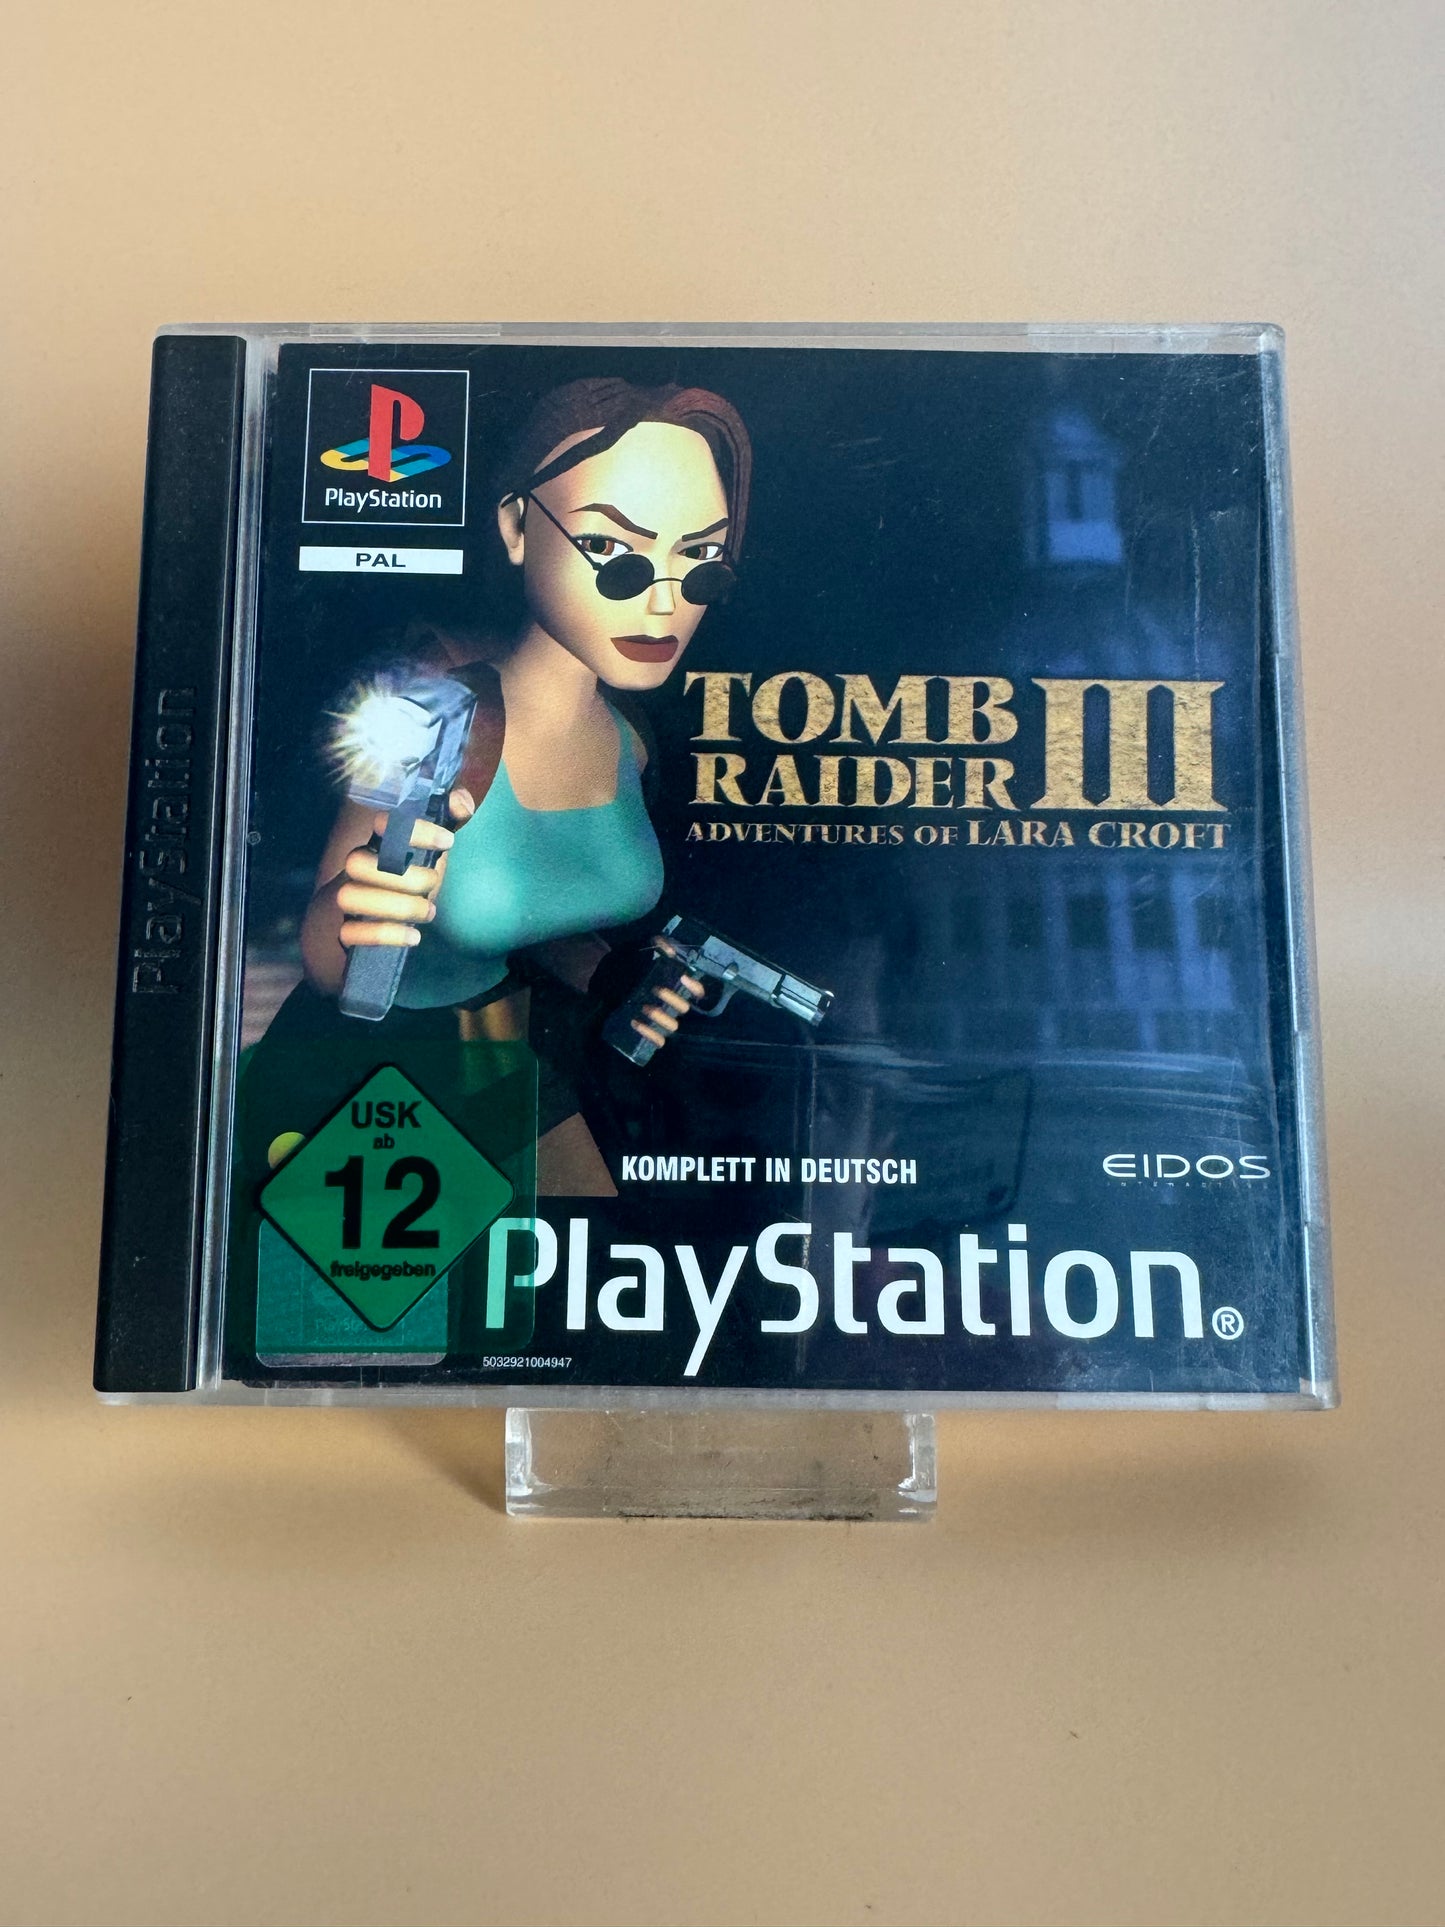 PlayStation
PlayStation
PAL
TOMB
RAIDER III
ADVENTURES OF LARA CROFT
USK
ab
12
freigegeben
KOMPLETT IN DEUTSCH
EIDOS
INTERACTIVE
PlayStation®
5032921004947